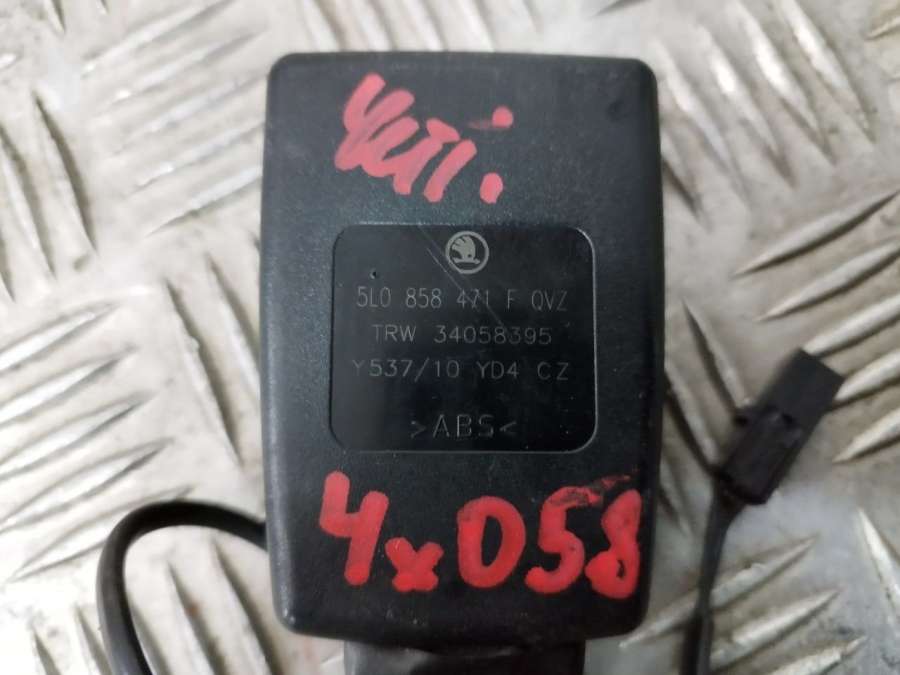 Yeti.
5L0 858 471 F QVZ
TRW 34058395
Y537/10 YD4 CZ
>ABS<
4x058